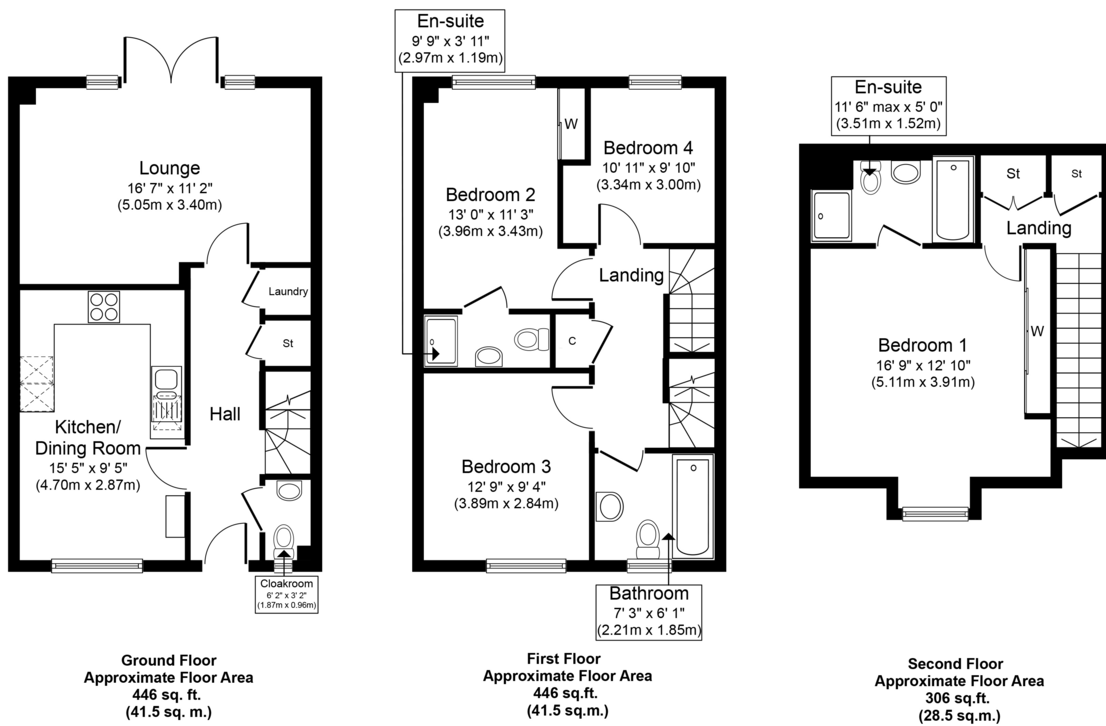 En-suite
9' 9" x 3' 11"
(2.97m x 1.19m)
Lounge
16' 7" x 11' 2"
(5.05m x 3.40m)
Laundry
St
Hall
Kitchen/
Dining Room
15' 5" x 9' 5"
(4.70m x 2.87m)
Cloakroom
6' 2" x 3' 2"
(1.87m x 0.96m)
Ground Floor
Approximate Floor Area
446 sq. ft.
(41.5 sq. m.)
W
Bedroom 4
10' 11" x 9' 10"
(3.34m x 3.00m)
Bedroom 2
13' 0" x 11' 3"
(3.96m x 3.43m)
Landing
C
Bedroom 3
12' 9" x 9' 4"
(3.89m x 2.84m)
Bathroom
7' 3" x 6' 1"
(2.21m x 1.85m)
First Floor
Approximate Floor Area
446 sq.ft.
(41.5 sq.m.)
En-suite
11' 6" max x 5' 0"
(3.51m x 1.52m)
St
St
Landing
W
Bedroom 1
16' 9" x 12' 10"
(5.11m x 3.91m)
Second Floor
Approximate Floor Area
306 sq.ft.
(28.5 sq.m.)